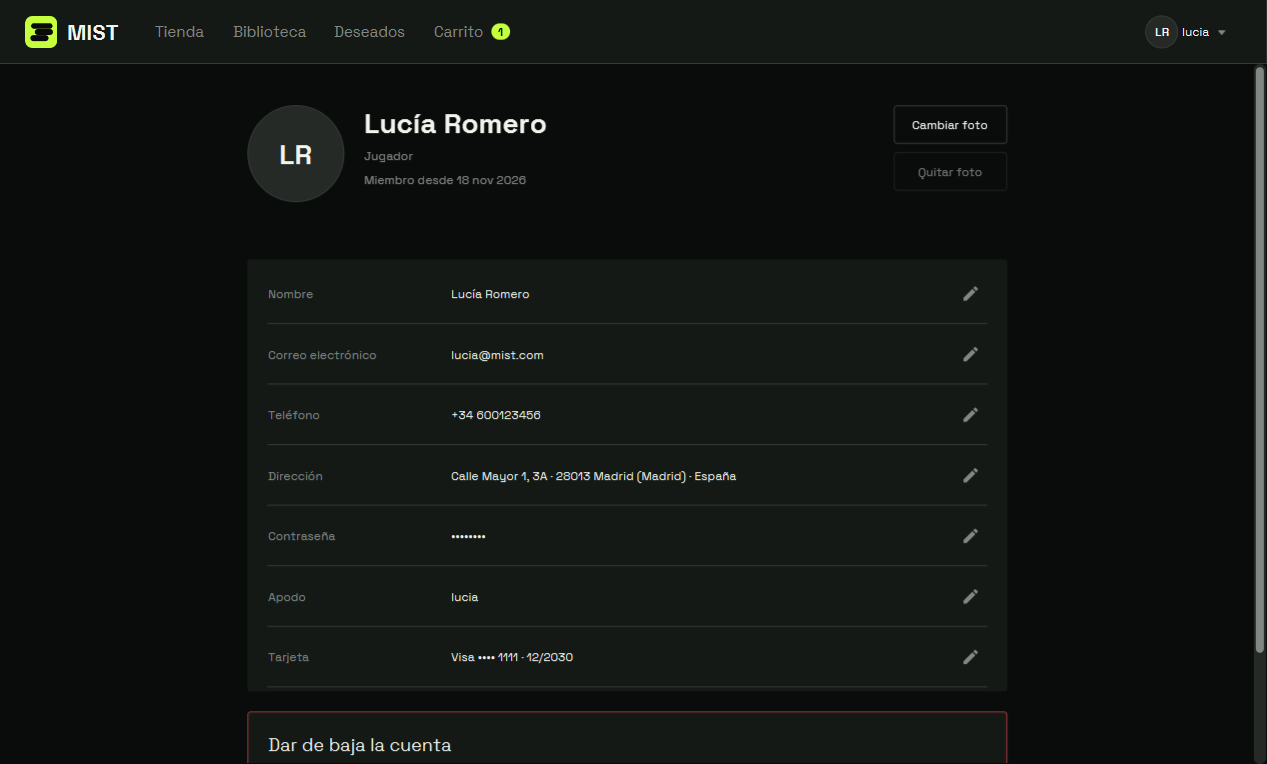 MIST Tienda Biblioteca Deseados Carrito 1 LR lucia
LR
Lucía Romero
Jugador
Miembro desde 18 nov 2026
Cambiar foto
Quitar foto
Nombre Lucía Romero
Correo electrónico lucia@mist.com
Teléfono +34 600123456
Dirección Calle Mayor 1, 3A · 28013 Madrid (Madrid) · España
Contraseña ••••••••
Apodo lucia
Tarjeta Visa •••• 1111 · 12/2030
Dar de baja la cuenta